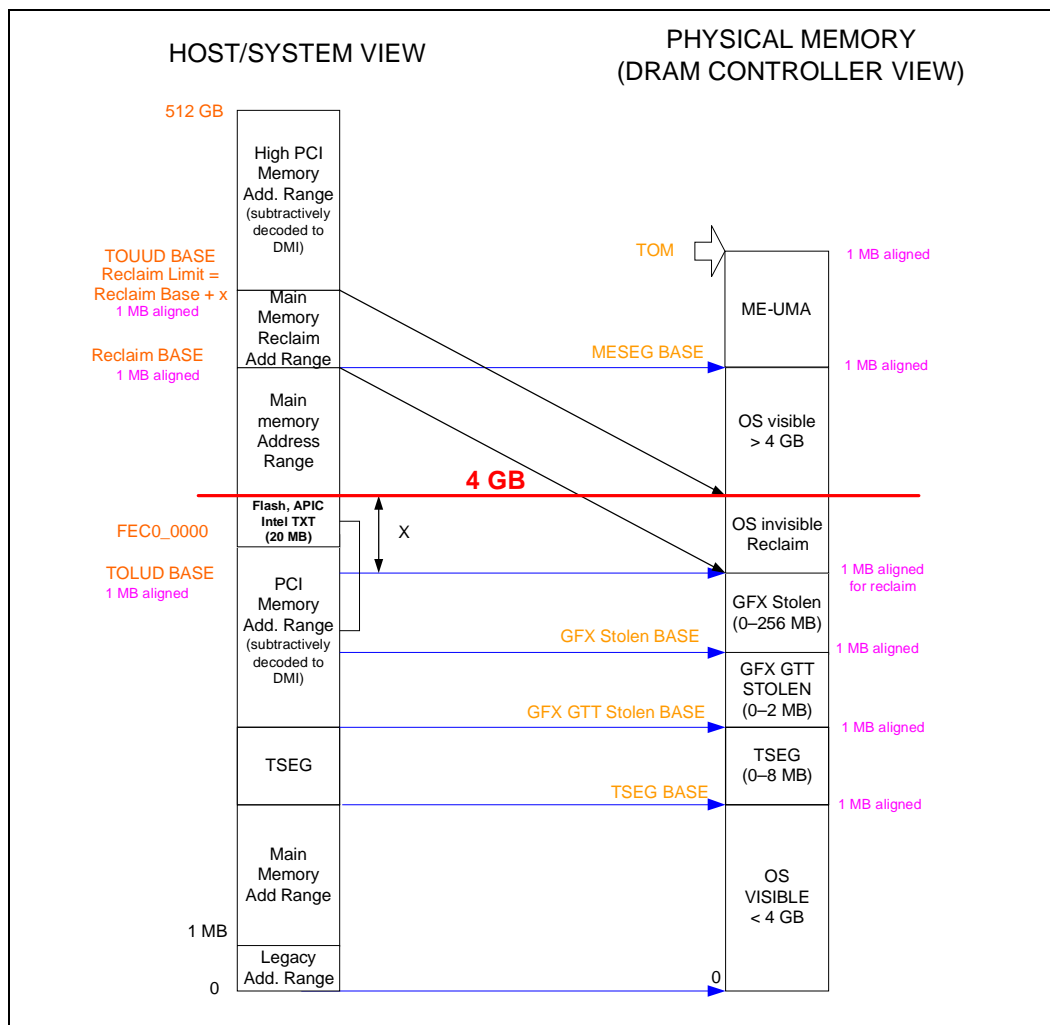 HOST/SYSTEM VIEW
PHYSICAL MEMORY
(DRAM CONTROLLER VIEW)
512 GB
High PCI
Memory
Add. Range
(subtractively
decoded to
DMI)
TOUUD BASE
Reclaim Limit =
Reclaim Base + x
1 MB aligned
TOM
1 MB aligned
Main
Memory
Reclaim
Add Range
ME-UMA
Reclaim BASE
1 MB aligned
MESEG BASE
1 MB aligned
Main
memory
Address
Range
OS visible
> 4 GB
4 GB
Flash, APIC
Intel TXT
(20 MB)
FEC0_0000
X
OS invisible
Reclaim
TOLUD BASE
1 MB aligned
1 MB aligned
for reclaim
PCI
Memory
Add. Range
(subtractively
decoded to
DMI)
GFX Stolen
(0–256 MB)
GFX Stolen BASE
1 MB aligned
GFX GTT
STOLEN
(0–2 MB)
GFX GTT Stolen BASE
1 MB aligned
TSEG
TSEG
(0–8 MB)
TSEG BASE
1 MB aligned
Main
Memory
Add Range
OS
VISIBLE
< 4 GB
1 MB
Legacy
Add. Range
0
0